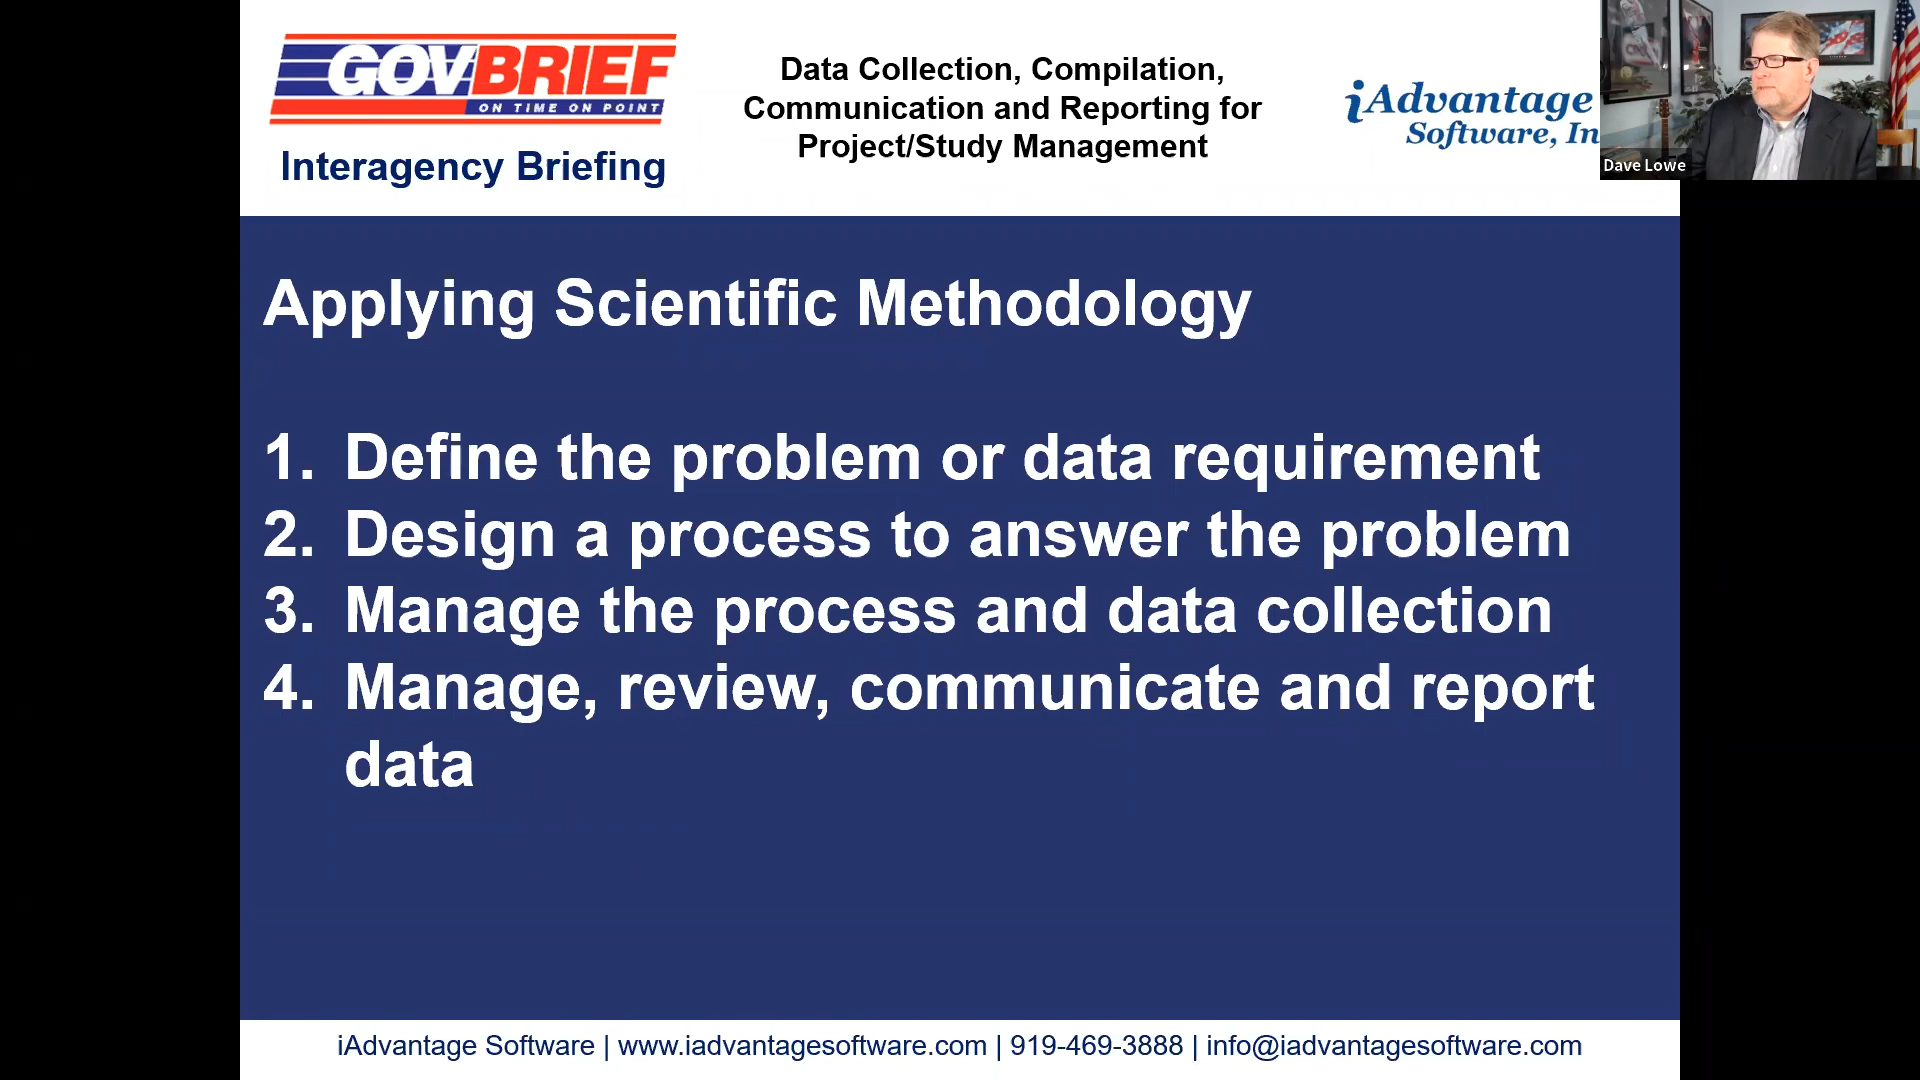 GOVBRIEF
ON TIME ON POINT
Interagency Briefing
Data Collection, Compilation,
Communication and Reporting for
Project/Study Management
iAdvantage
Software, In
Dave Lowe
Applying Scientific Methodology
1. Define the problem or data requirement
2. Design a process to answer the problem
3. Manage the process and data collection
4. Manage, review, communicate and report
data
iAdvantage Software | www.iadvantagesoftware.com | 919-469-3888 | info@iadvantagesoftware.com